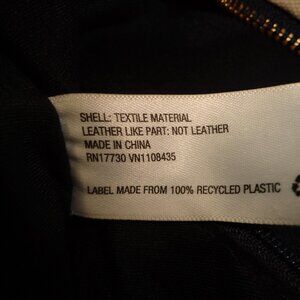 SHELL: TEXTILE MATERIAL
LEATHER LIKE PART: NOT LEATHER
MADE IN CHINA
RN17730 VN1108435
LABEL MADE FROM 100% RECYCLED PLASTIC